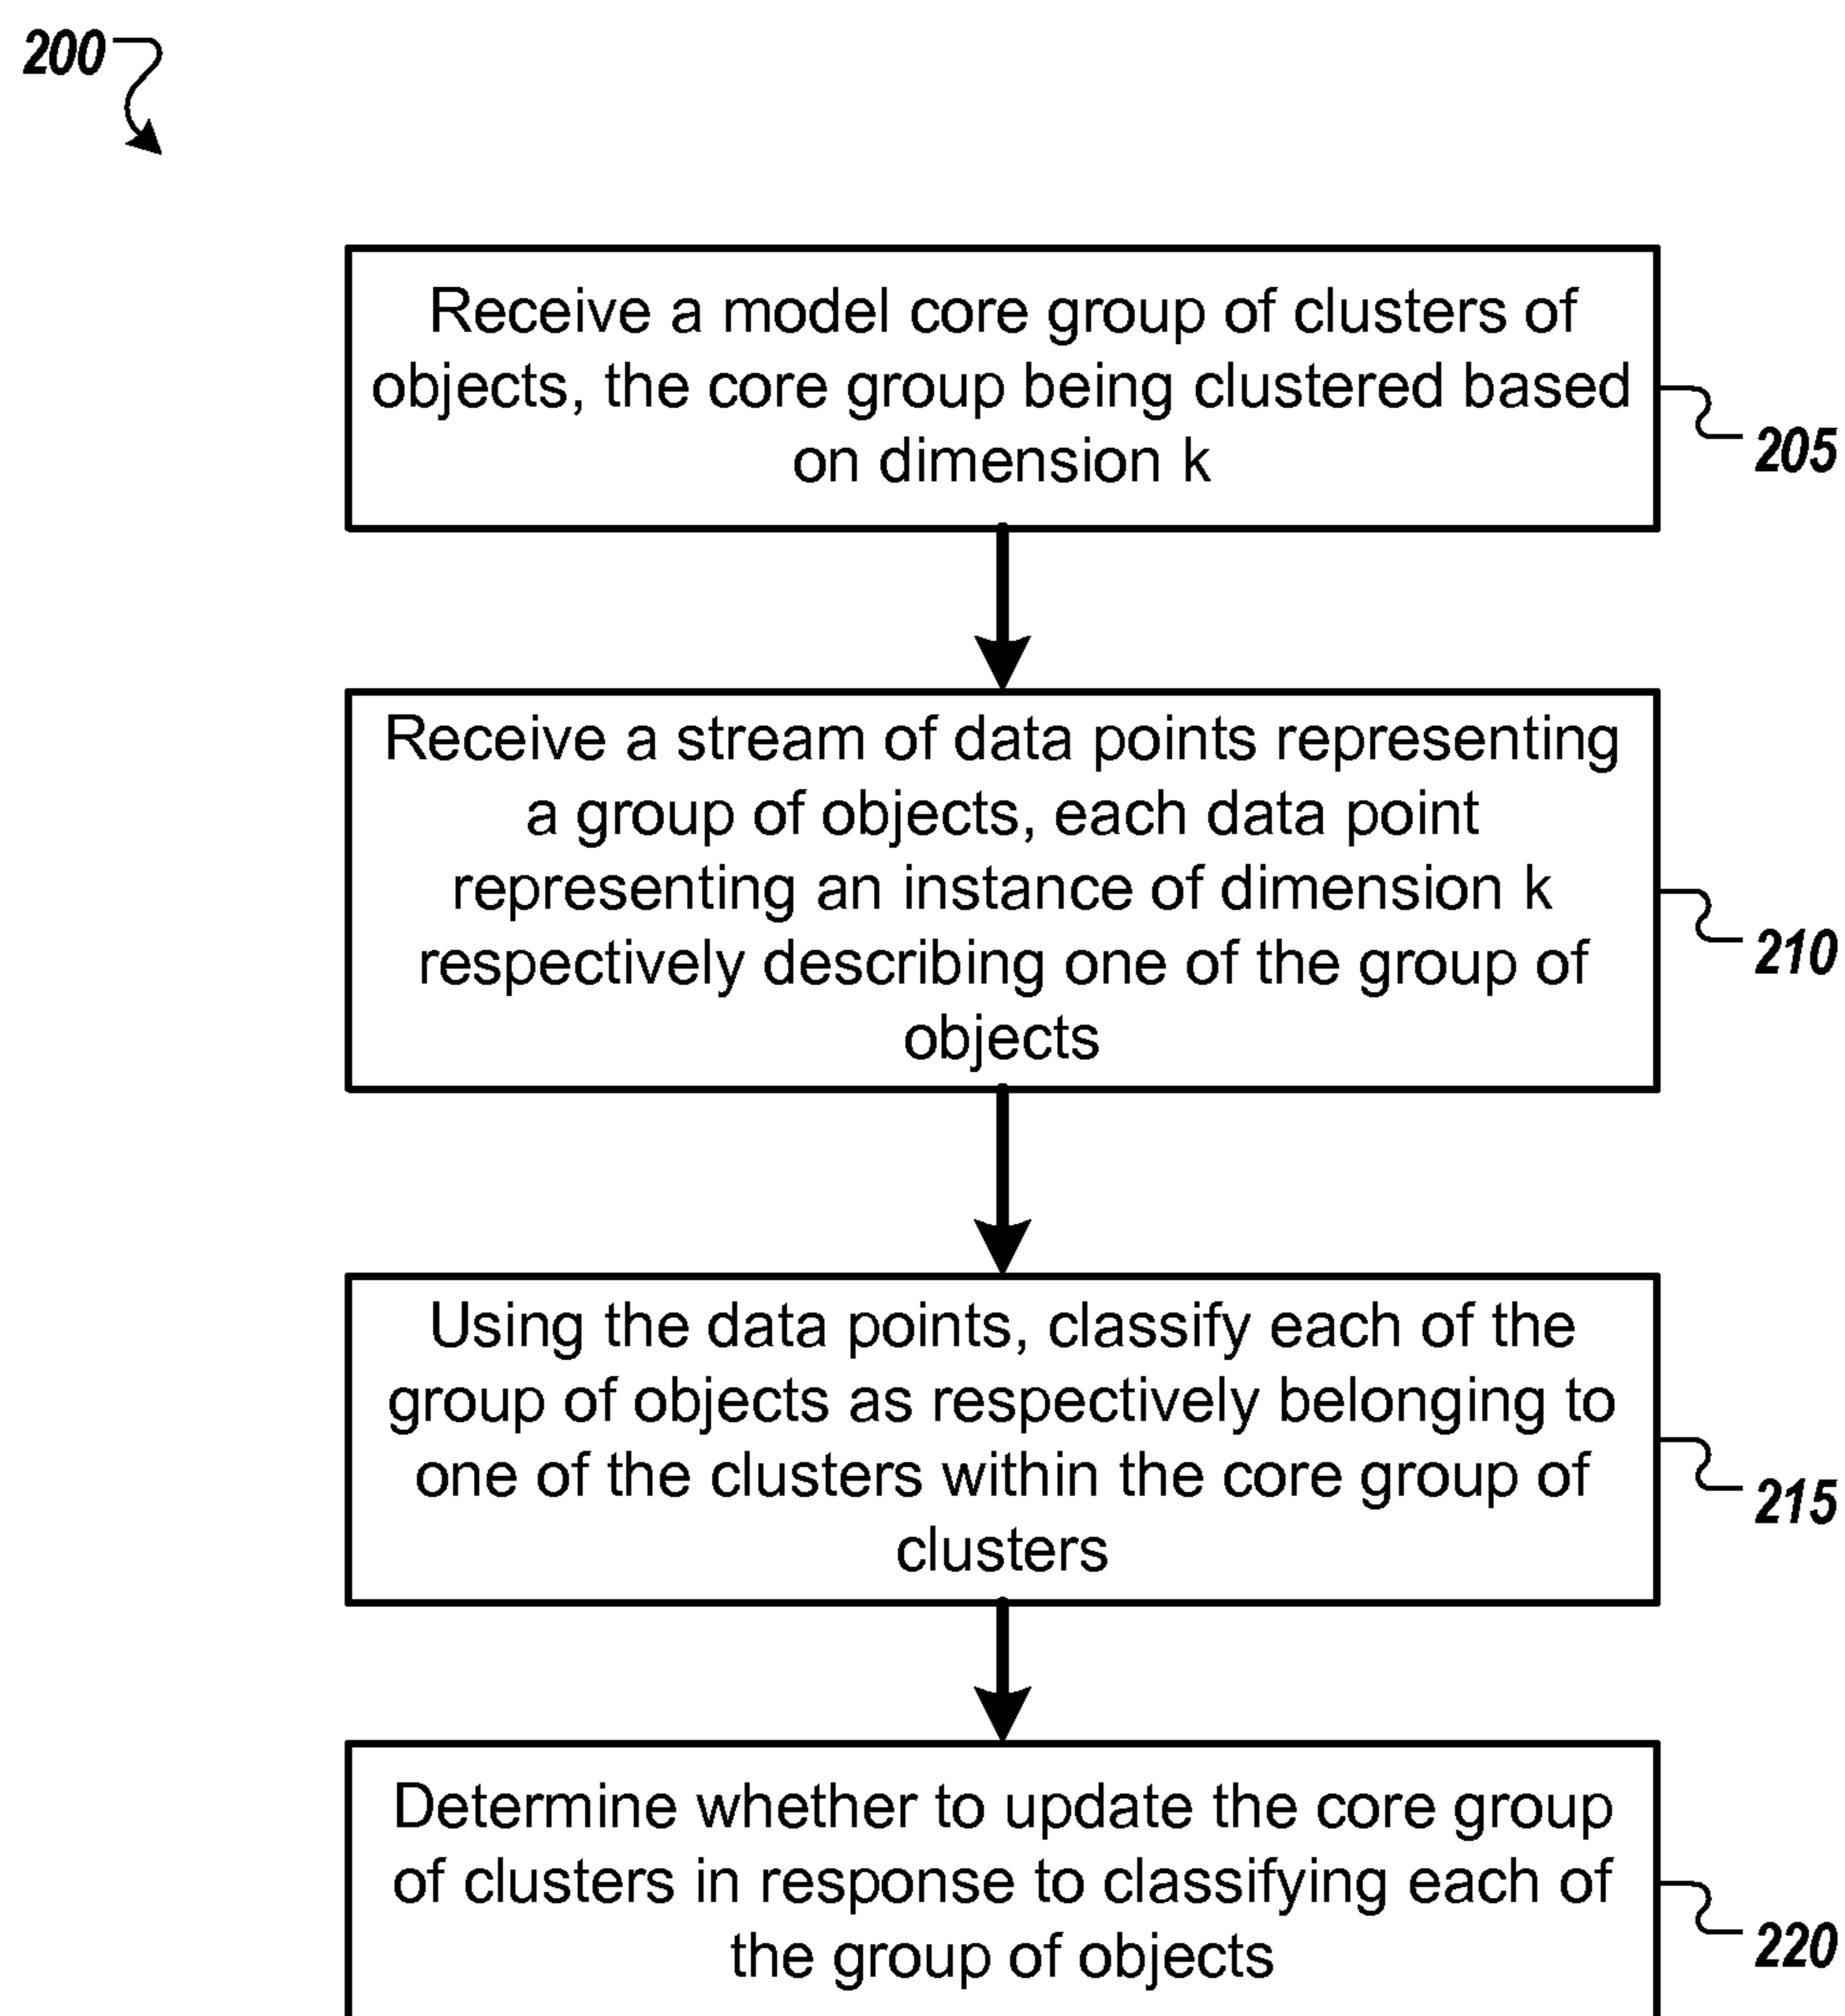 200
Receive a model core group of clusters of
objects, the core group being clustered based
on dimension k
205
Receive a stream of data points representing
a group of objects, each data point
representing an instance of dimension k
respectively describing one of the group of
objects
210
Using the data points, classify each of the
group of objects as respectively belonging to
one of the clusters within the core group of
clusters
215
Determine whether to update the core group
of clusters in response to classifying each of
the group of objects
220